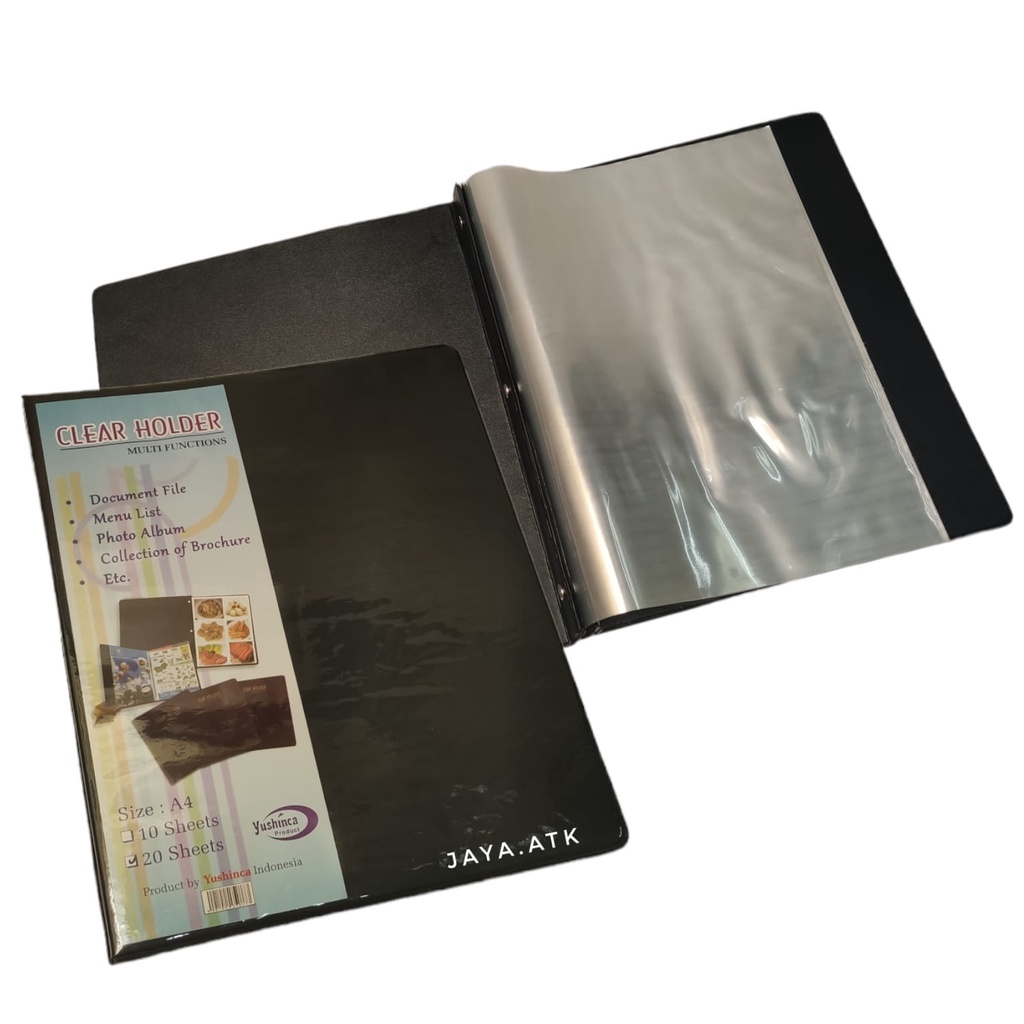 CLEAR HOLDER
MULTI FUNCTIONS
• Document File
• Menu List
• Photo Album
• Collection of Brochure
• Etc.
Size : A4
10 Sheets
20 Sheets
Yushinca
Product
Product by Yushinca Indonesia
JAYA.ATK